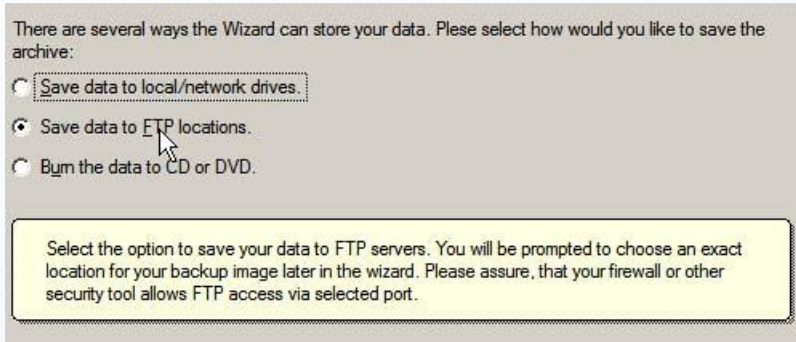 There are several ways the Wizard can store your data. Plese select how would you like to save the
archive:
Save data to local/network drives.
Save data to FTP locations.
Burn the data to CD or DVD.
Select the option to save your data to FTP servers. You will be prompted to choose an exact
location for your backup image later in the wizard. Please assure, that your firewall or other
security tool allows FTP access via selected port.